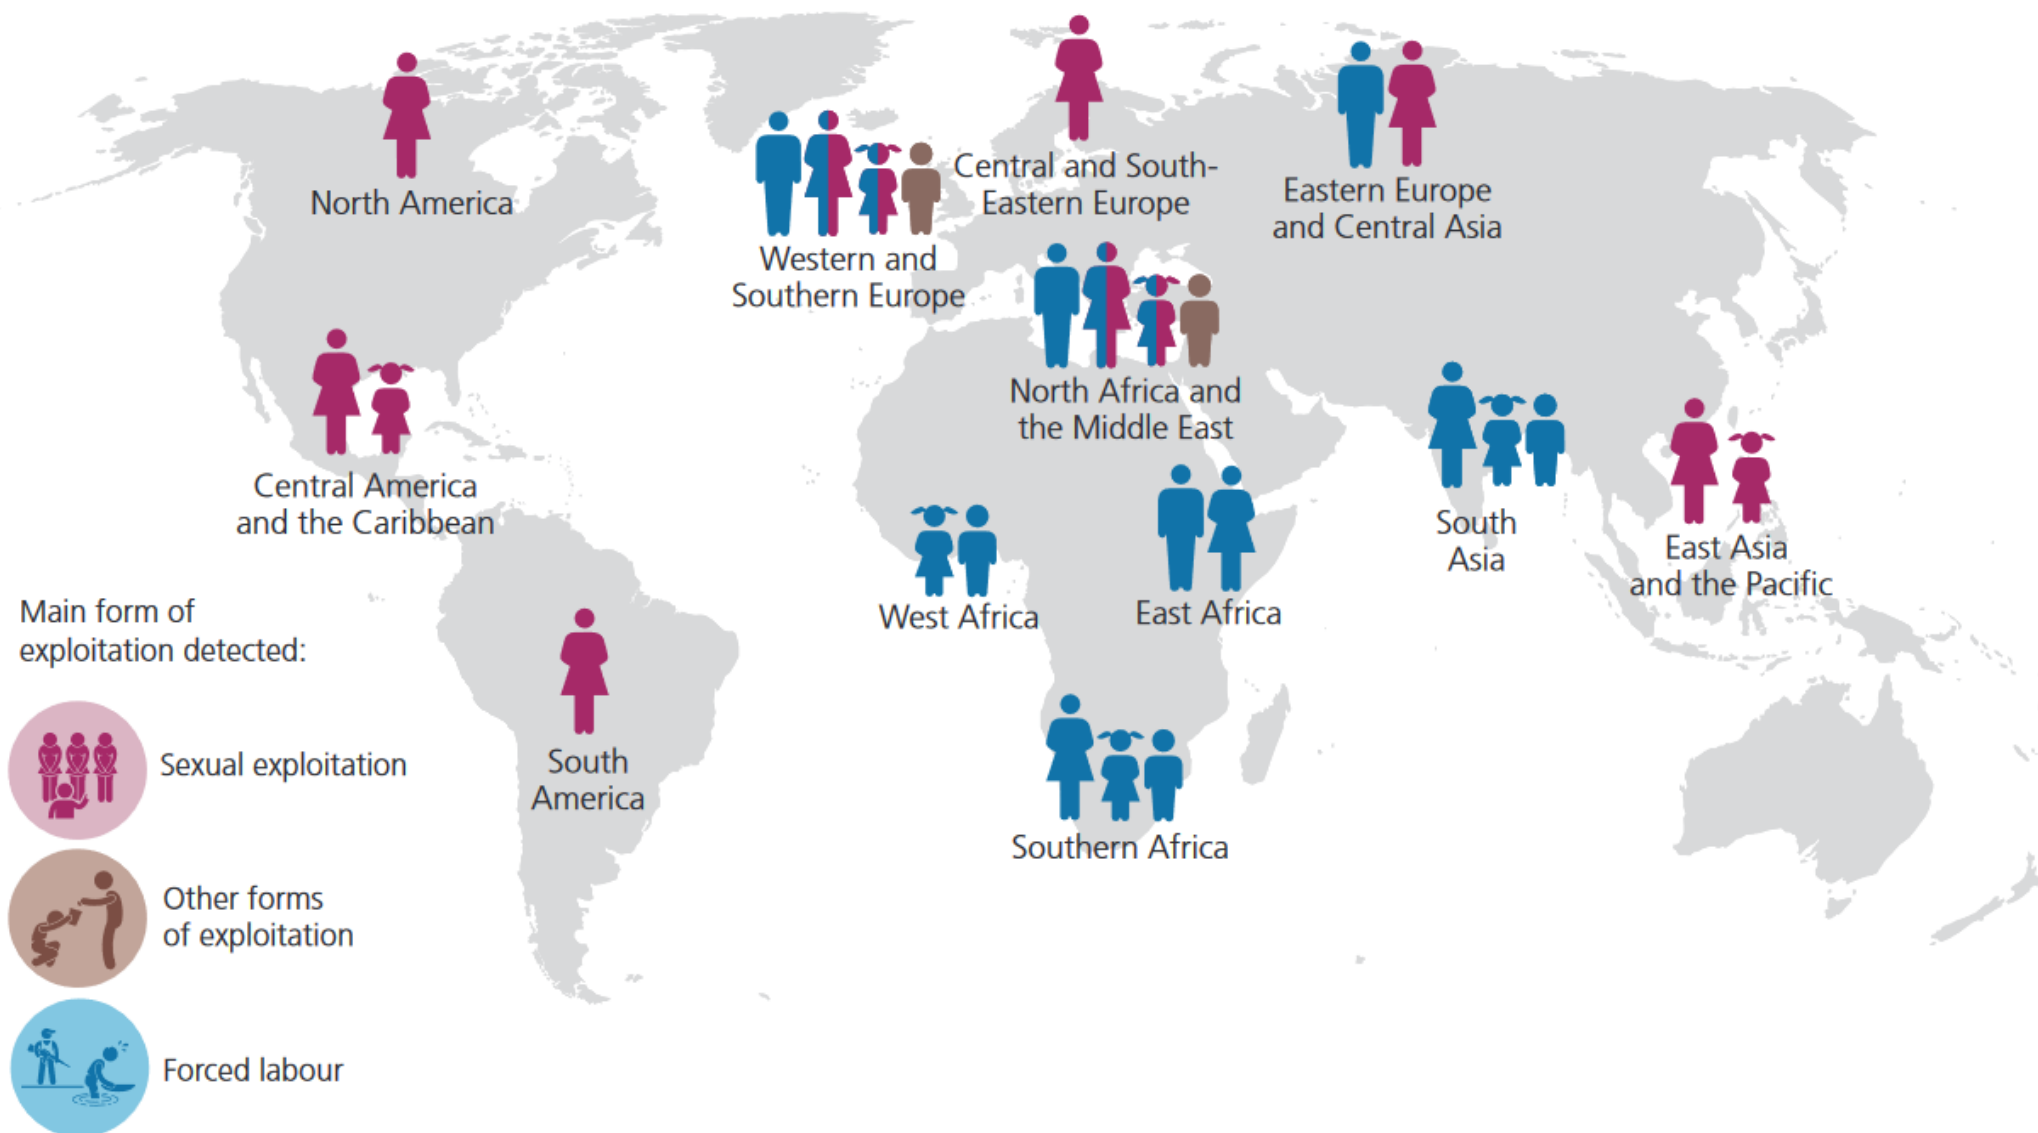 North America
Central and South-
Eastern Europe
Eastern Europe
and Central Asia
Western and
Southern Europe
North Africa and
the Middle East
Central America
and the Caribbean
South
Asia
East Asia
and the Pacific
West Africa
East Africa
South
America
Southern Africa
Main form of
exploitation detected:
Sexual exploitation
Other forms
of exploitation
Forced labour